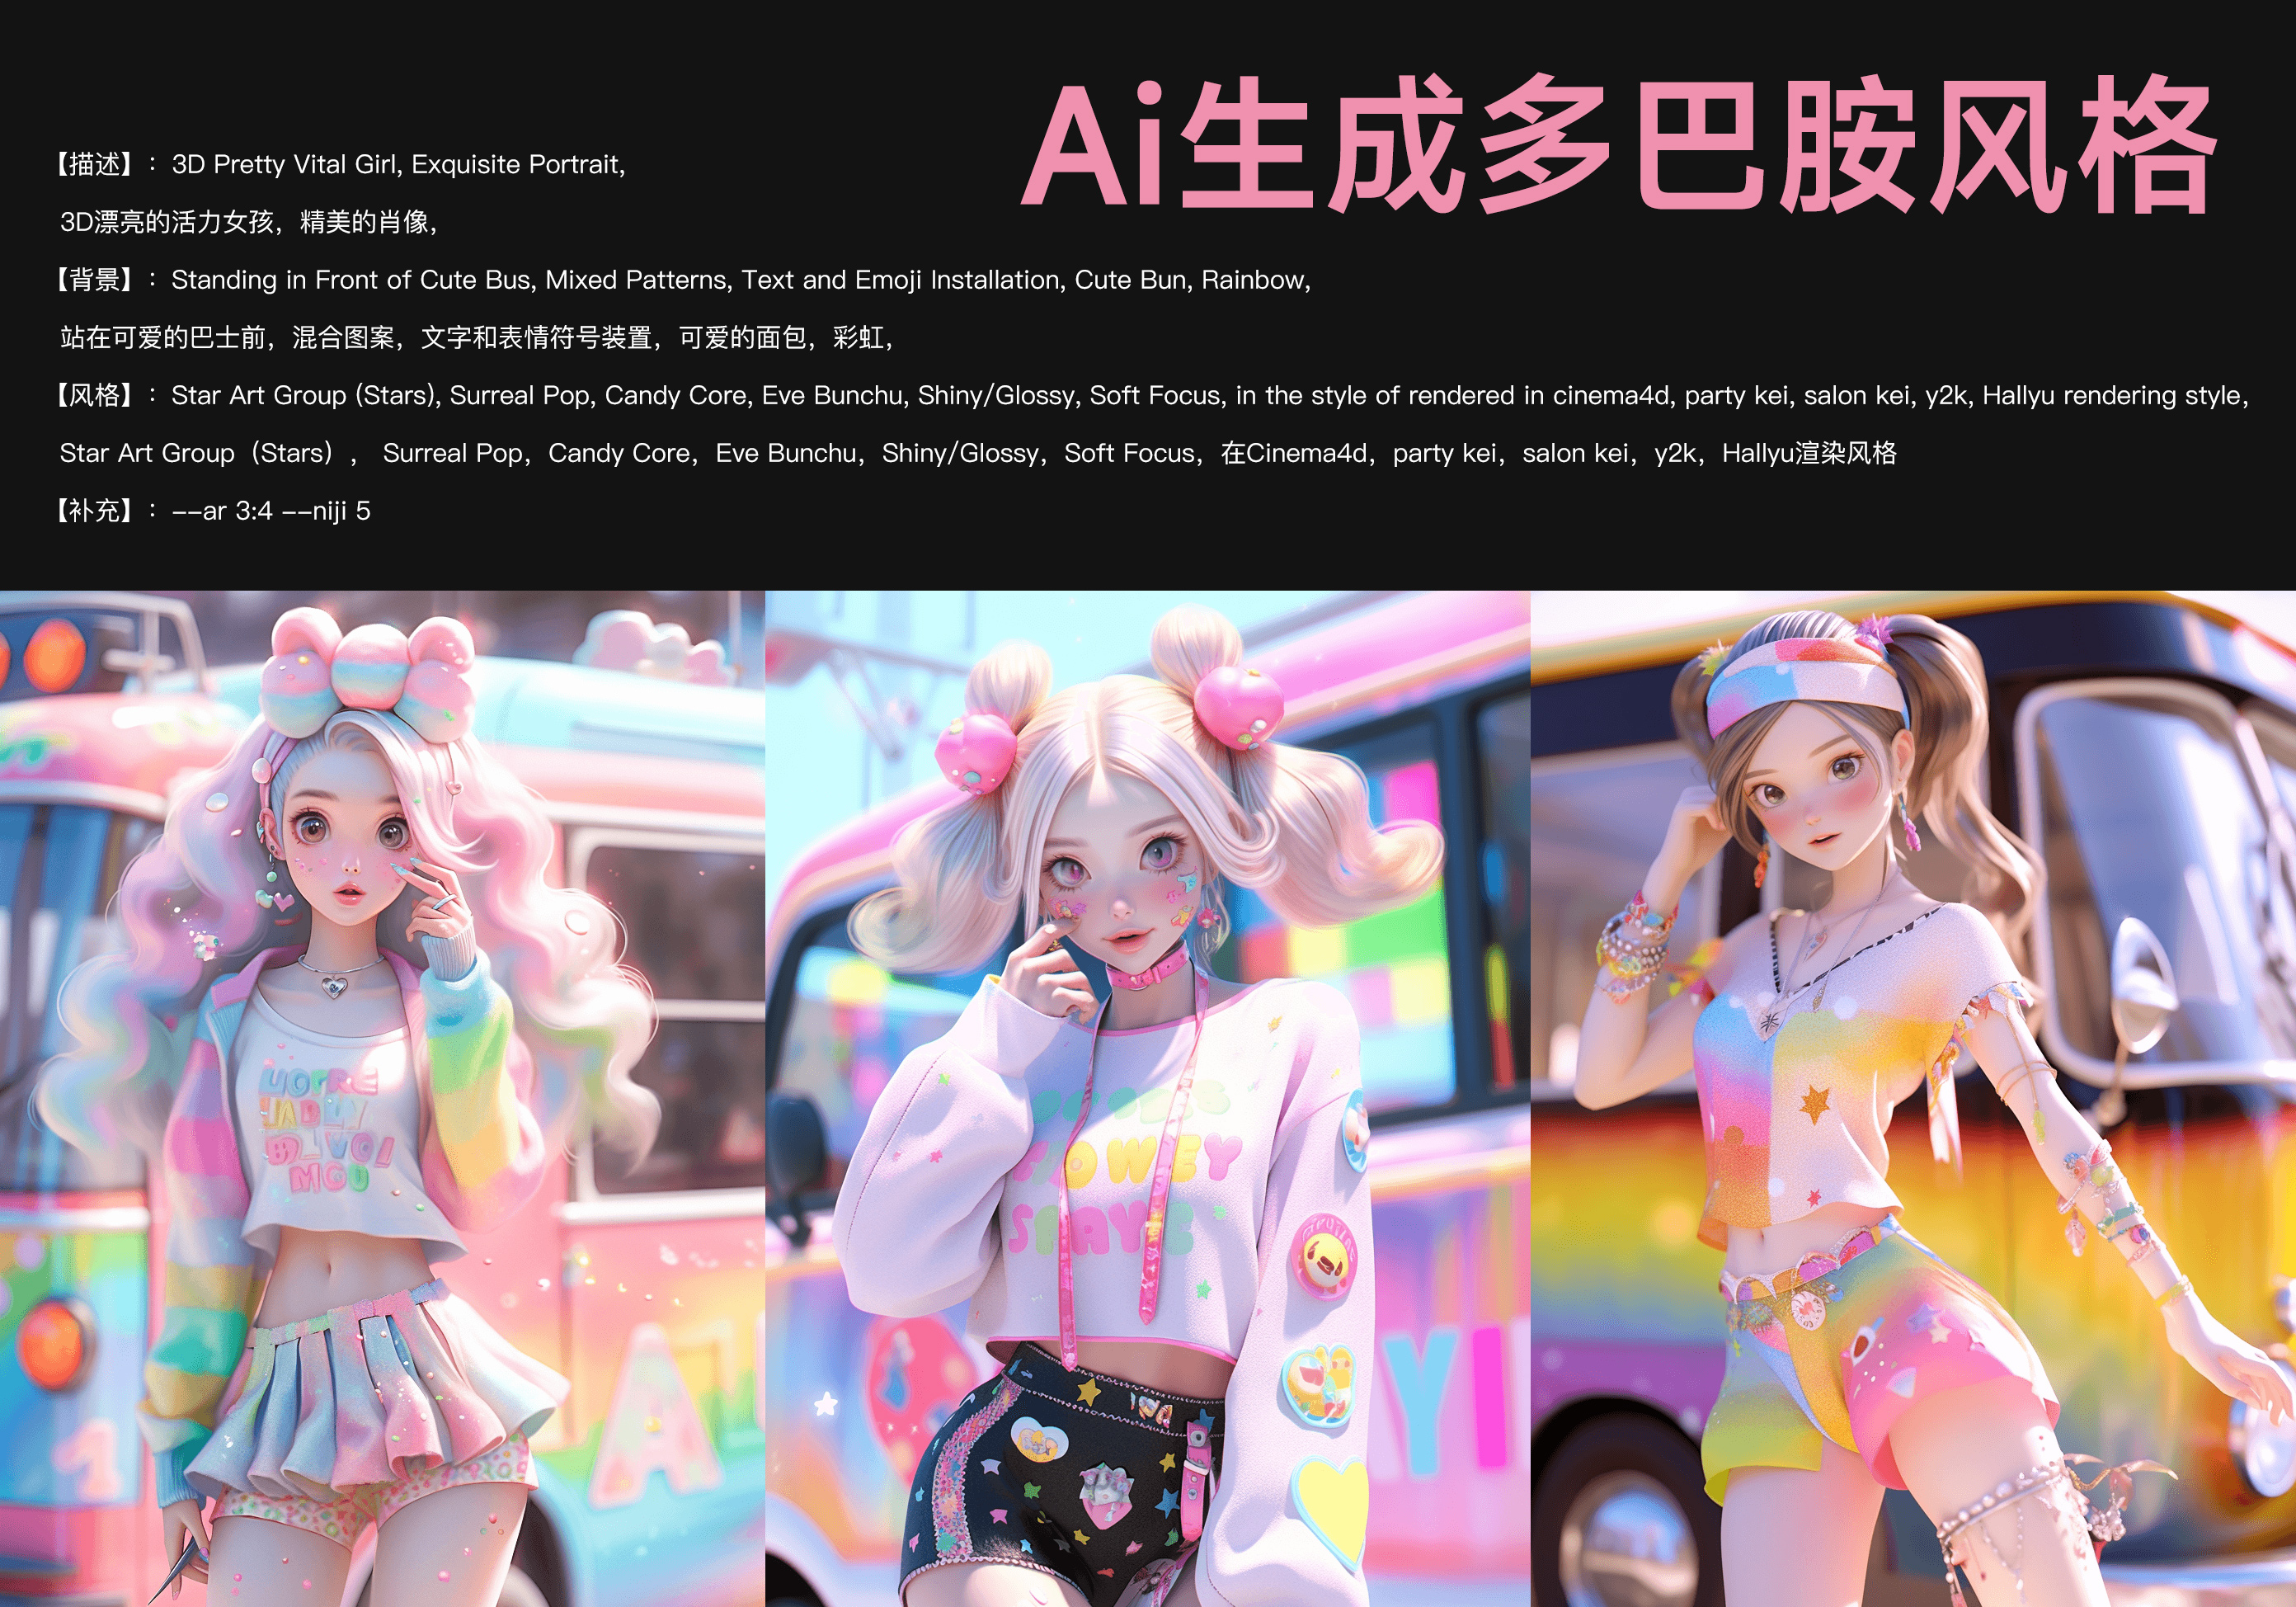 Ai生成多巴胺风格
【描述】：3D Pretty Vital Girl, Exquisite Portrait,
3D漂亮的活力女孩，精美的肖像，
【背景】：Standing in Front of Cute Bus, Mixed Patterns, Text and Emoji Installation, Cute Bun, Rainbow,
站在可爱的巴士前，混合图案，文字和表情符号装置，可爱的面包，彩虹，
【风格】：Star Art Group (Stars), Surreal Pop, Candy Core, Eve Bunchu, Shiny/Glossy, Soft Focus, in the style of rendered in cinema4d, party kei, salon kei, y2k, Hallyu rendering style,
Star Art Group（Stars）， Surreal Pop，Candy Core，Eve Bunchu，Shiny/Glossy，Soft Focus，在Cinema4d，party kei，salon kei，y2k，Hallyu渲染风格
【补充】：--ar 3:4 --niji 5